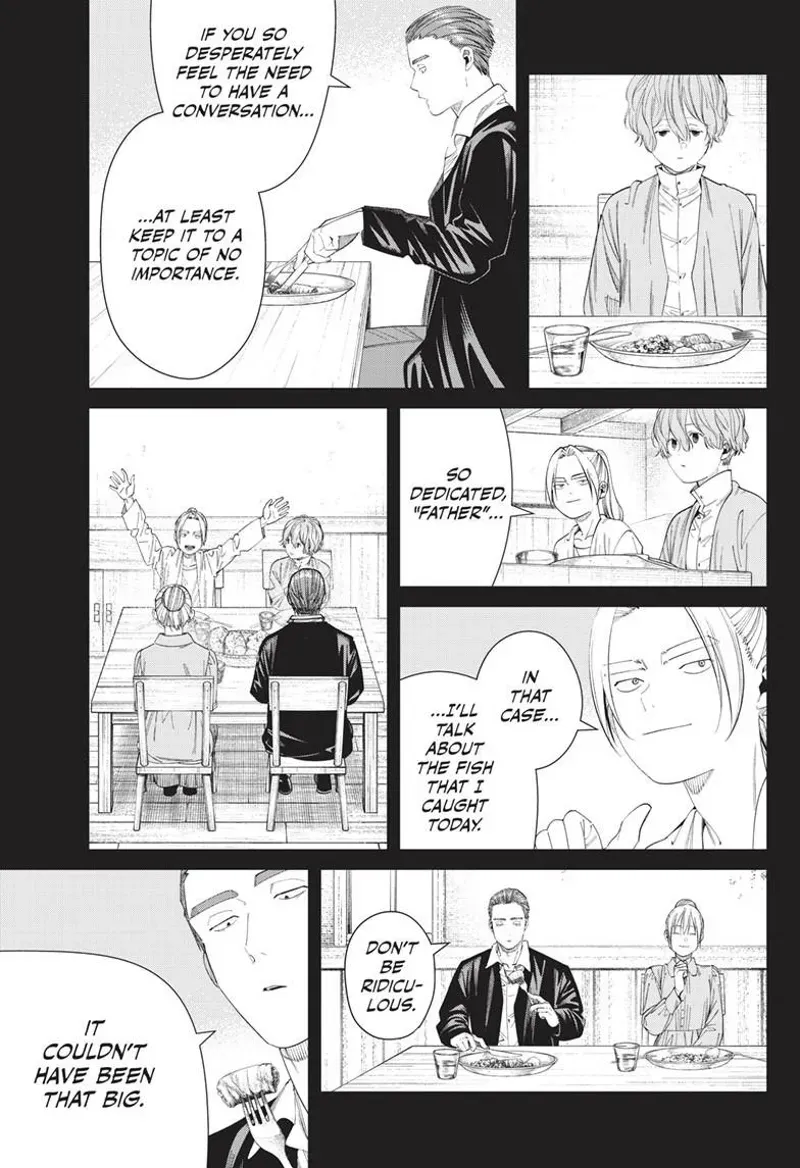 IF YOU SO
DESPERATELY
FEEL THE NEED
TO HAVE A
CONVERSATION...
...AT LEAST
KEEP IT TO A
TOPIC OF NO
IMPORTANCE.
SO
DEDICATED,
"FATHER"...
IN
THAT
CASE...
...I'LL
TALK
ABOUT
THE FISH
THAT I
CAUGHT
TODAY.
DON'T
BE
RIDICU-
LOUS.
IT
COULDN'T
HAVE BEEN
THAT BIG.